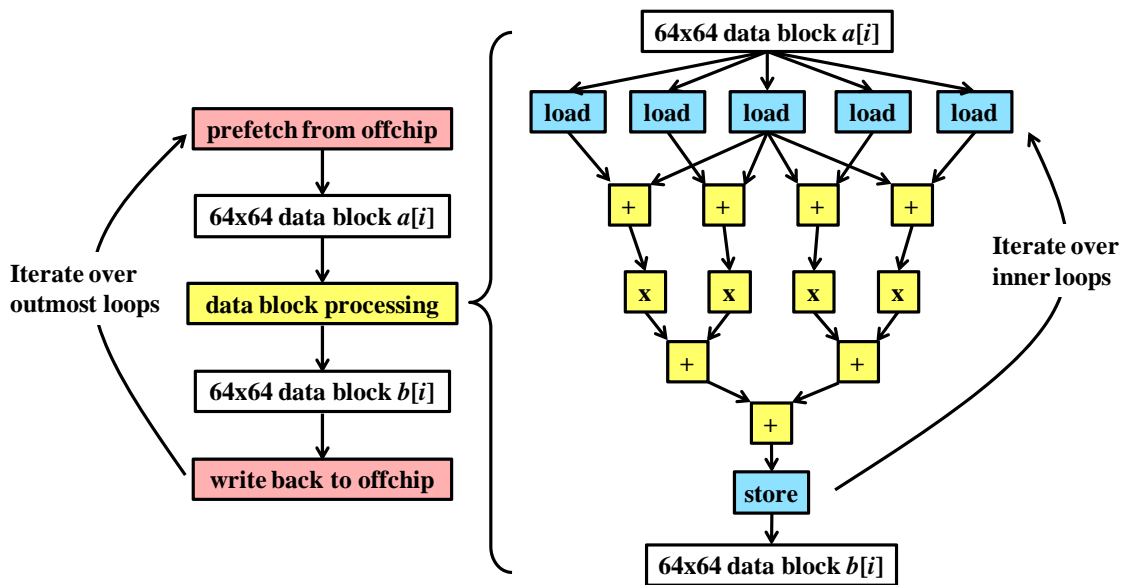 64x64 data block a[i]
load
load
load
load
load
prefetch from offchip
+
+
+
+
64x64 data block a[i]
Iterate over
outmost loops
Iterate over
inner loops
data block processing
x
x
x
x
+
+
64x64 data block b[i]
+
write back to offchip
store
64x64 data block b[i]